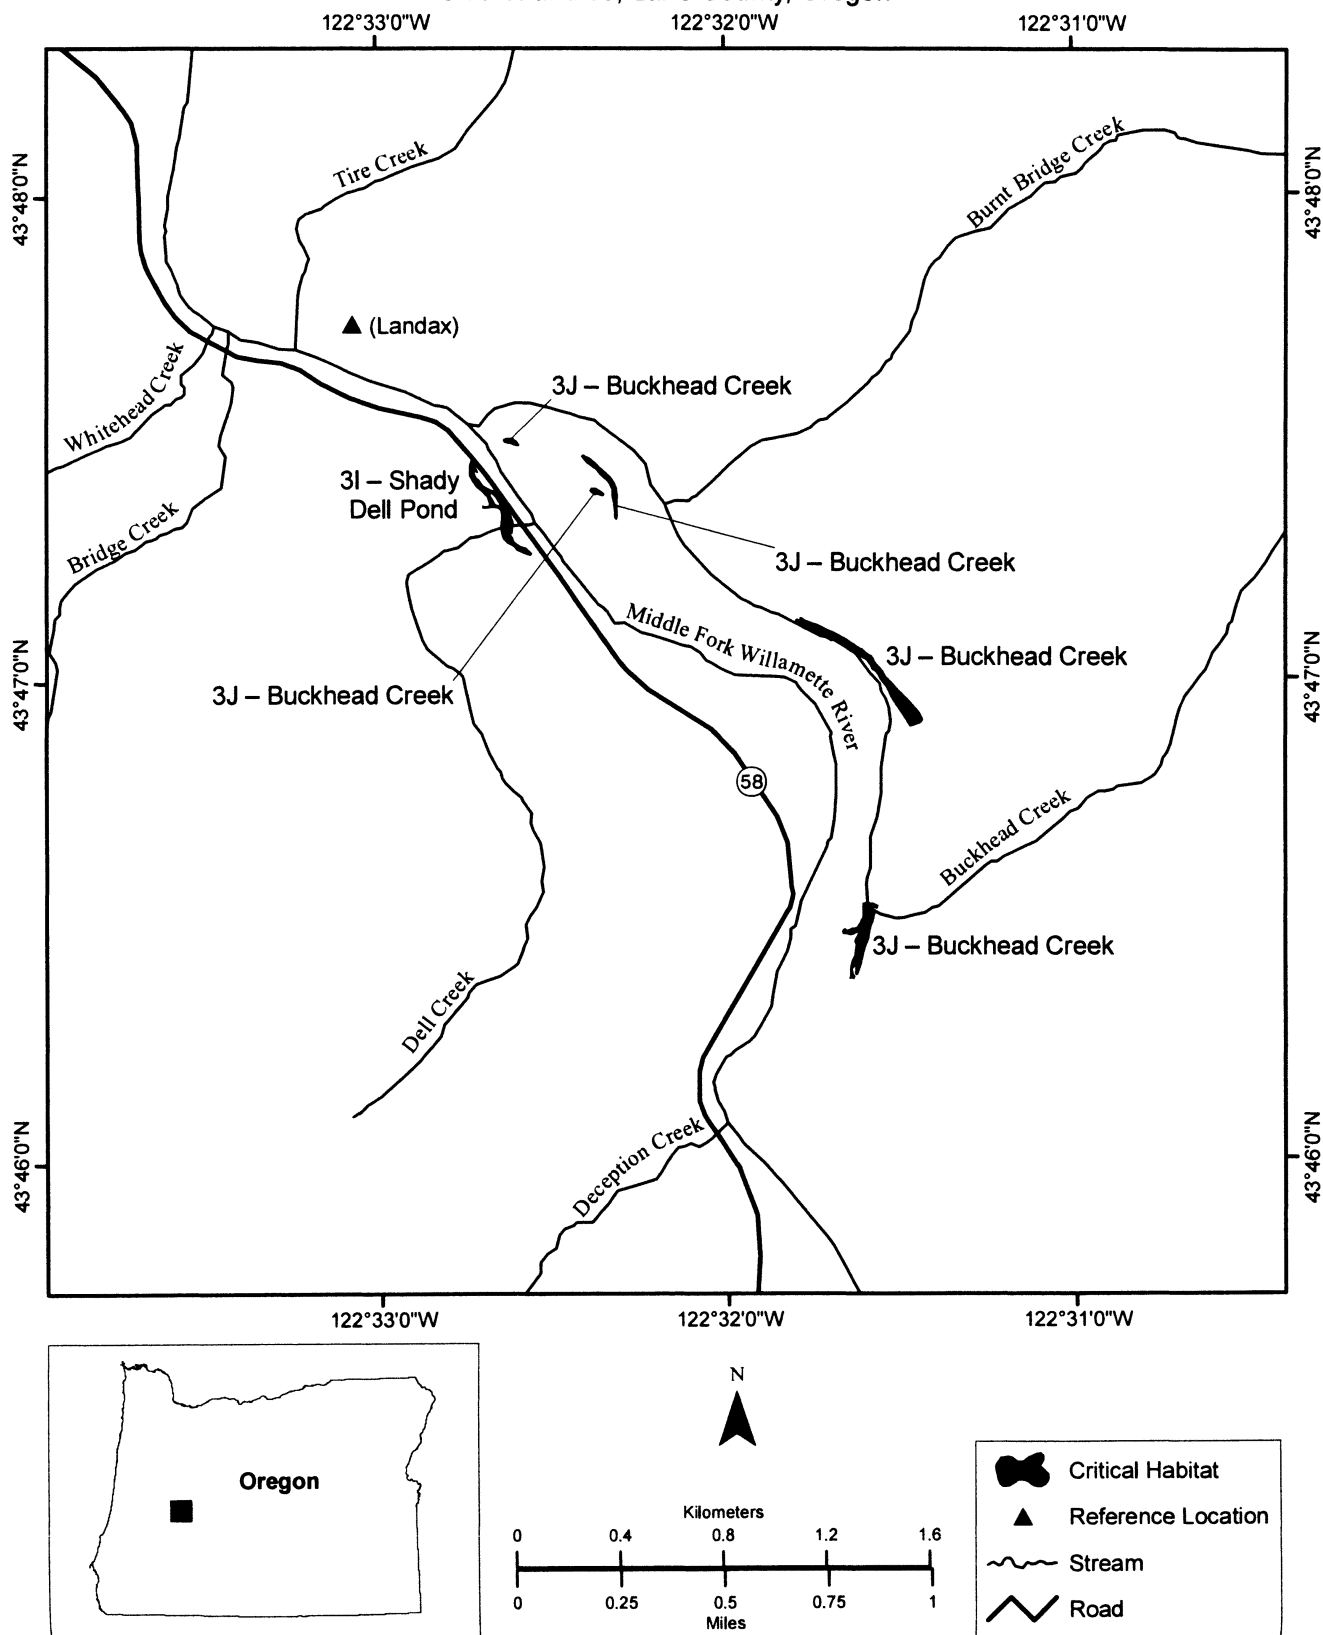 122°33'0"W
122°32'0"W
122°31'0"W
43°48'0"N
43°48'0"N
Tire Creek
Burnt Bridge Creek
(Landax)
Whitehead Creek
3J – Buckhead Creek
3I – Shady
Dell Pond
Bridge Creek
3J – Buckhead Creek
Middle Fork Willamette River
3J – Buckhead Creek
43°47'0"N
43°47'0"N
3J – Buckhead Creek
58
Buckhead Creek
3J – Buckhead Creek
Dell Creek
Deception Creek
43°46'0"N
43°46'0"N
122°33'0"W
122°32'0"W
122°31'0"W
Oregon
N
Kilometers
0 0.4 0.8 1.2 1.6
0 0.25 0.5 0.75 1
Miles
Critical Habitat
Reference Location
Stream
Road